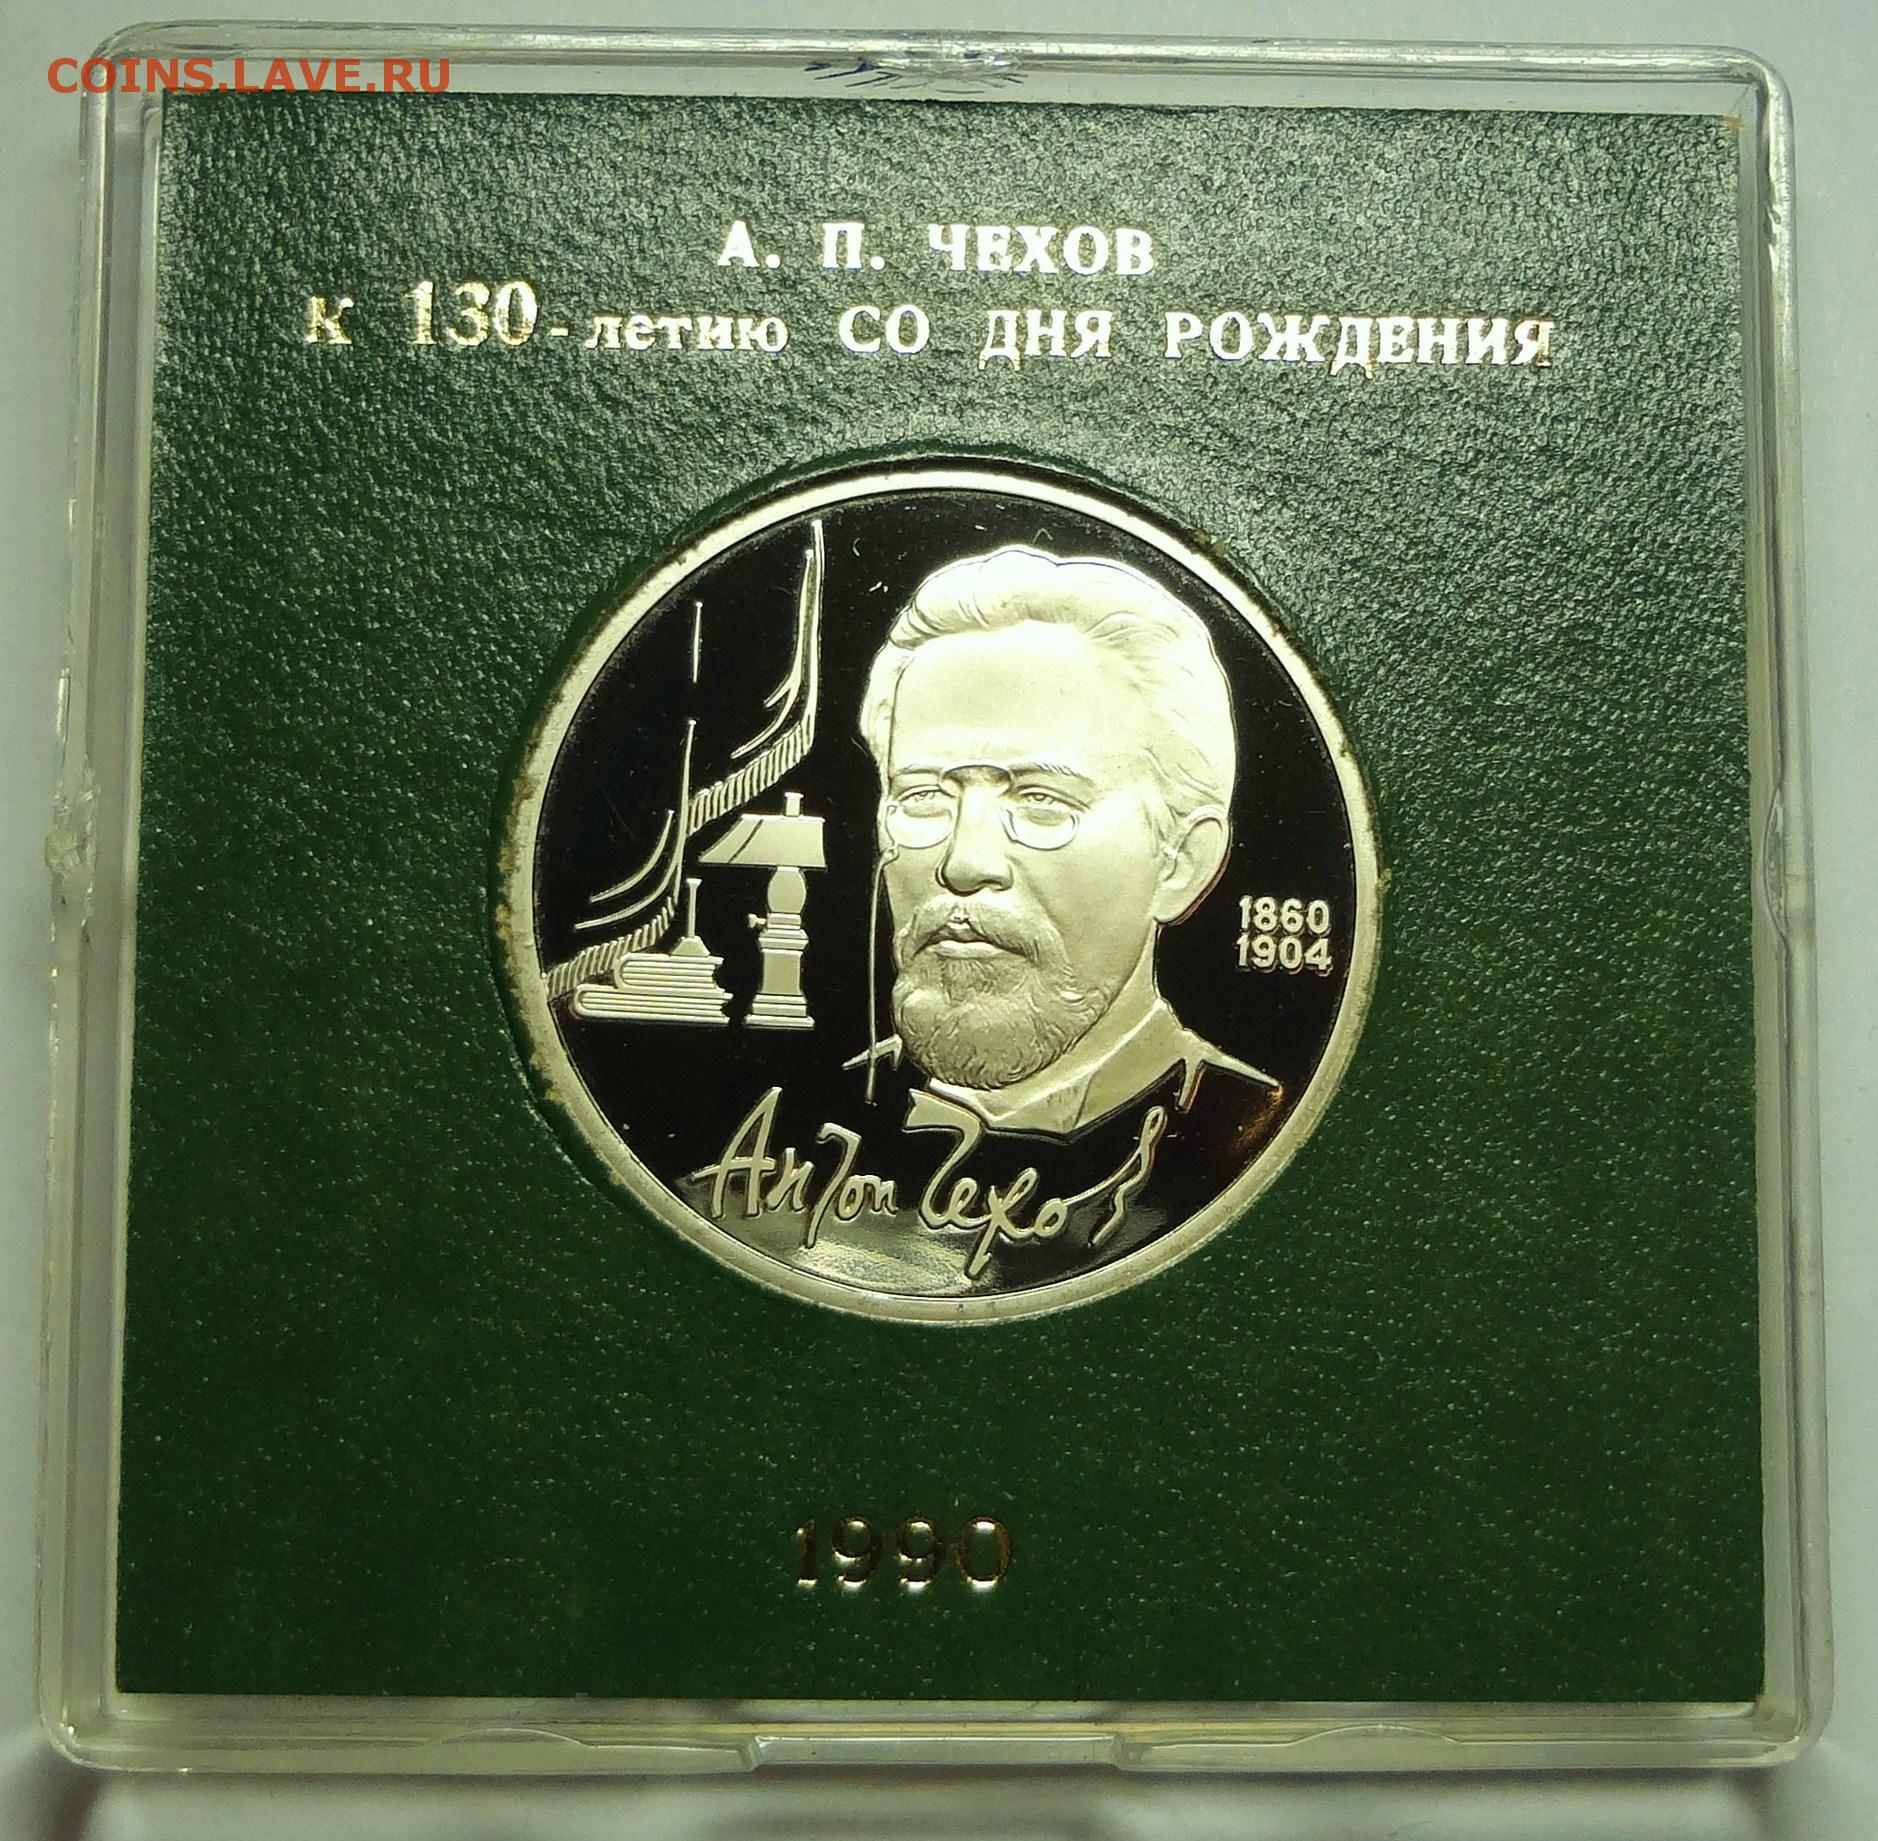 COINS.LAVE.RU
А. П. ЧЕХОВ
К 130-летию СО ДНЯ РОЖДЕНИЯ
1860
1904
Антон Чехов
1990